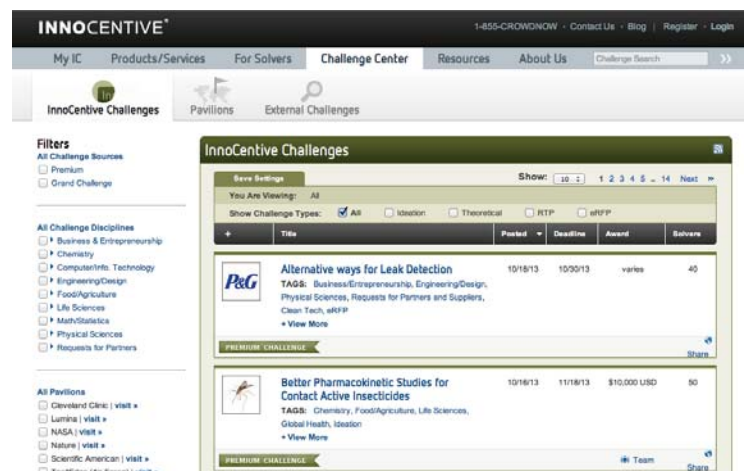 INNOCENTIVE®
1-855-CROWDNOW · Contact Us · Blog | Register · Login
My IC Products/Services For Solvers Challenge Center Resources About Us Challenge Search
InnoCentive Challenges Pavilions External Challenges
Filters
All Challenge Sources
Premium
Grand Challenge
All Challenge Disciplines
Business & Entrepreneurship
Chemistry
Computer/Info. Technology
Engineering/Design
Food/Agriculture
Life Sciences
Math/Statistics
Physical Sciences
Requests for Partners
All Pavilions
Cleveland Clinic | visit »
Lumina | visit »
NASA | visit »
Nature | visit »
Scientific American | visit »
InnoCentive Challenges
Save Settings
Show: 10 1 2 3 4 5 ... 14 Next »
You Are Viewing: All
Show Challenge Types: All Ideation Theoretical RTP eRFP
+ Title Posted Deadline Award Solvers
P&G
Alternative ways for Leak Detection 10/18/13 10/30/13 varies 40
TAGS: Business/Entrepreneurship, Engineering/Design,
Physical Sciences, Requests for Partners and Suppliers,
Clean Tech, eRFP
+ View More
PREMIUM CHALLENGE
Share
Better Pharmacokinetic Studies for 10/16/13 11/18/13 $10,000 USD 50
Contact Active Insecticides
TAGS: Chemistry, Food/Agriculture, Life Sciences,
Global Health, Ideation
+ View More
PREMIUM CHALLENGE
Team
Share